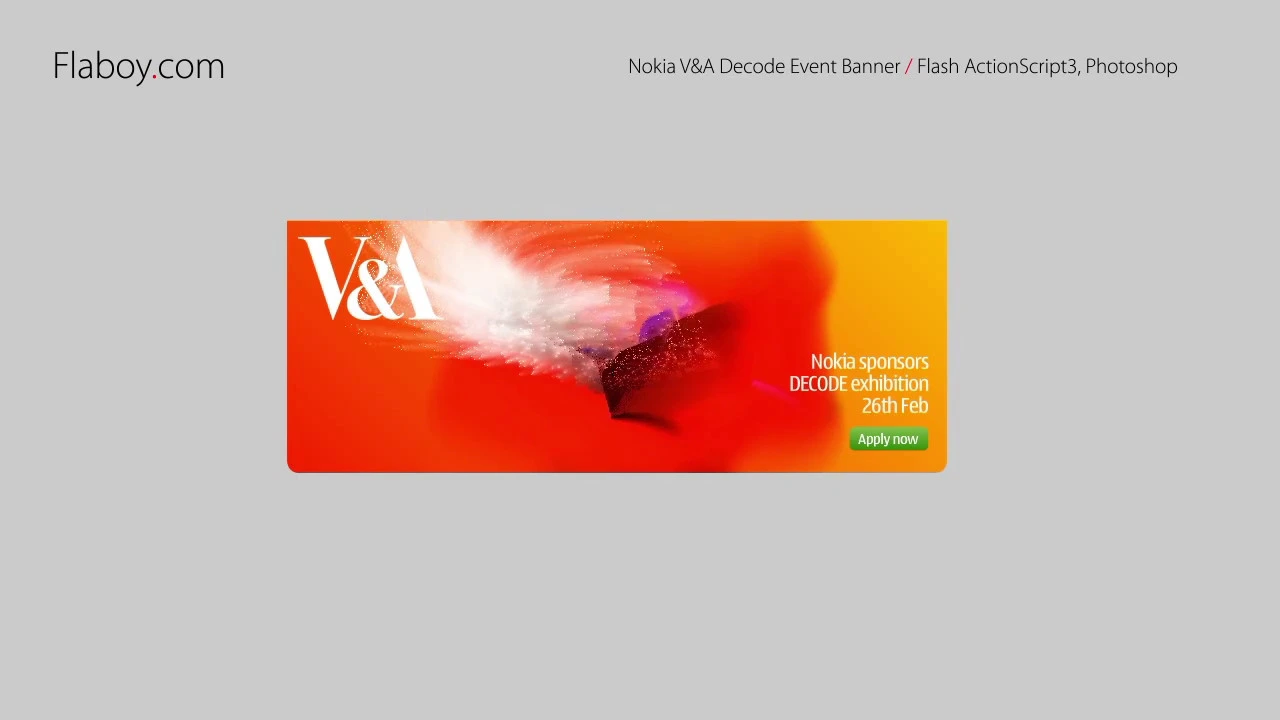 Flaboy.com
Nokia V&A Decode Event Banner / Flash ActionScript3, Photoshop
V&A
Nokia sponsors
DECODE exhibition
26th Feb
Apply now